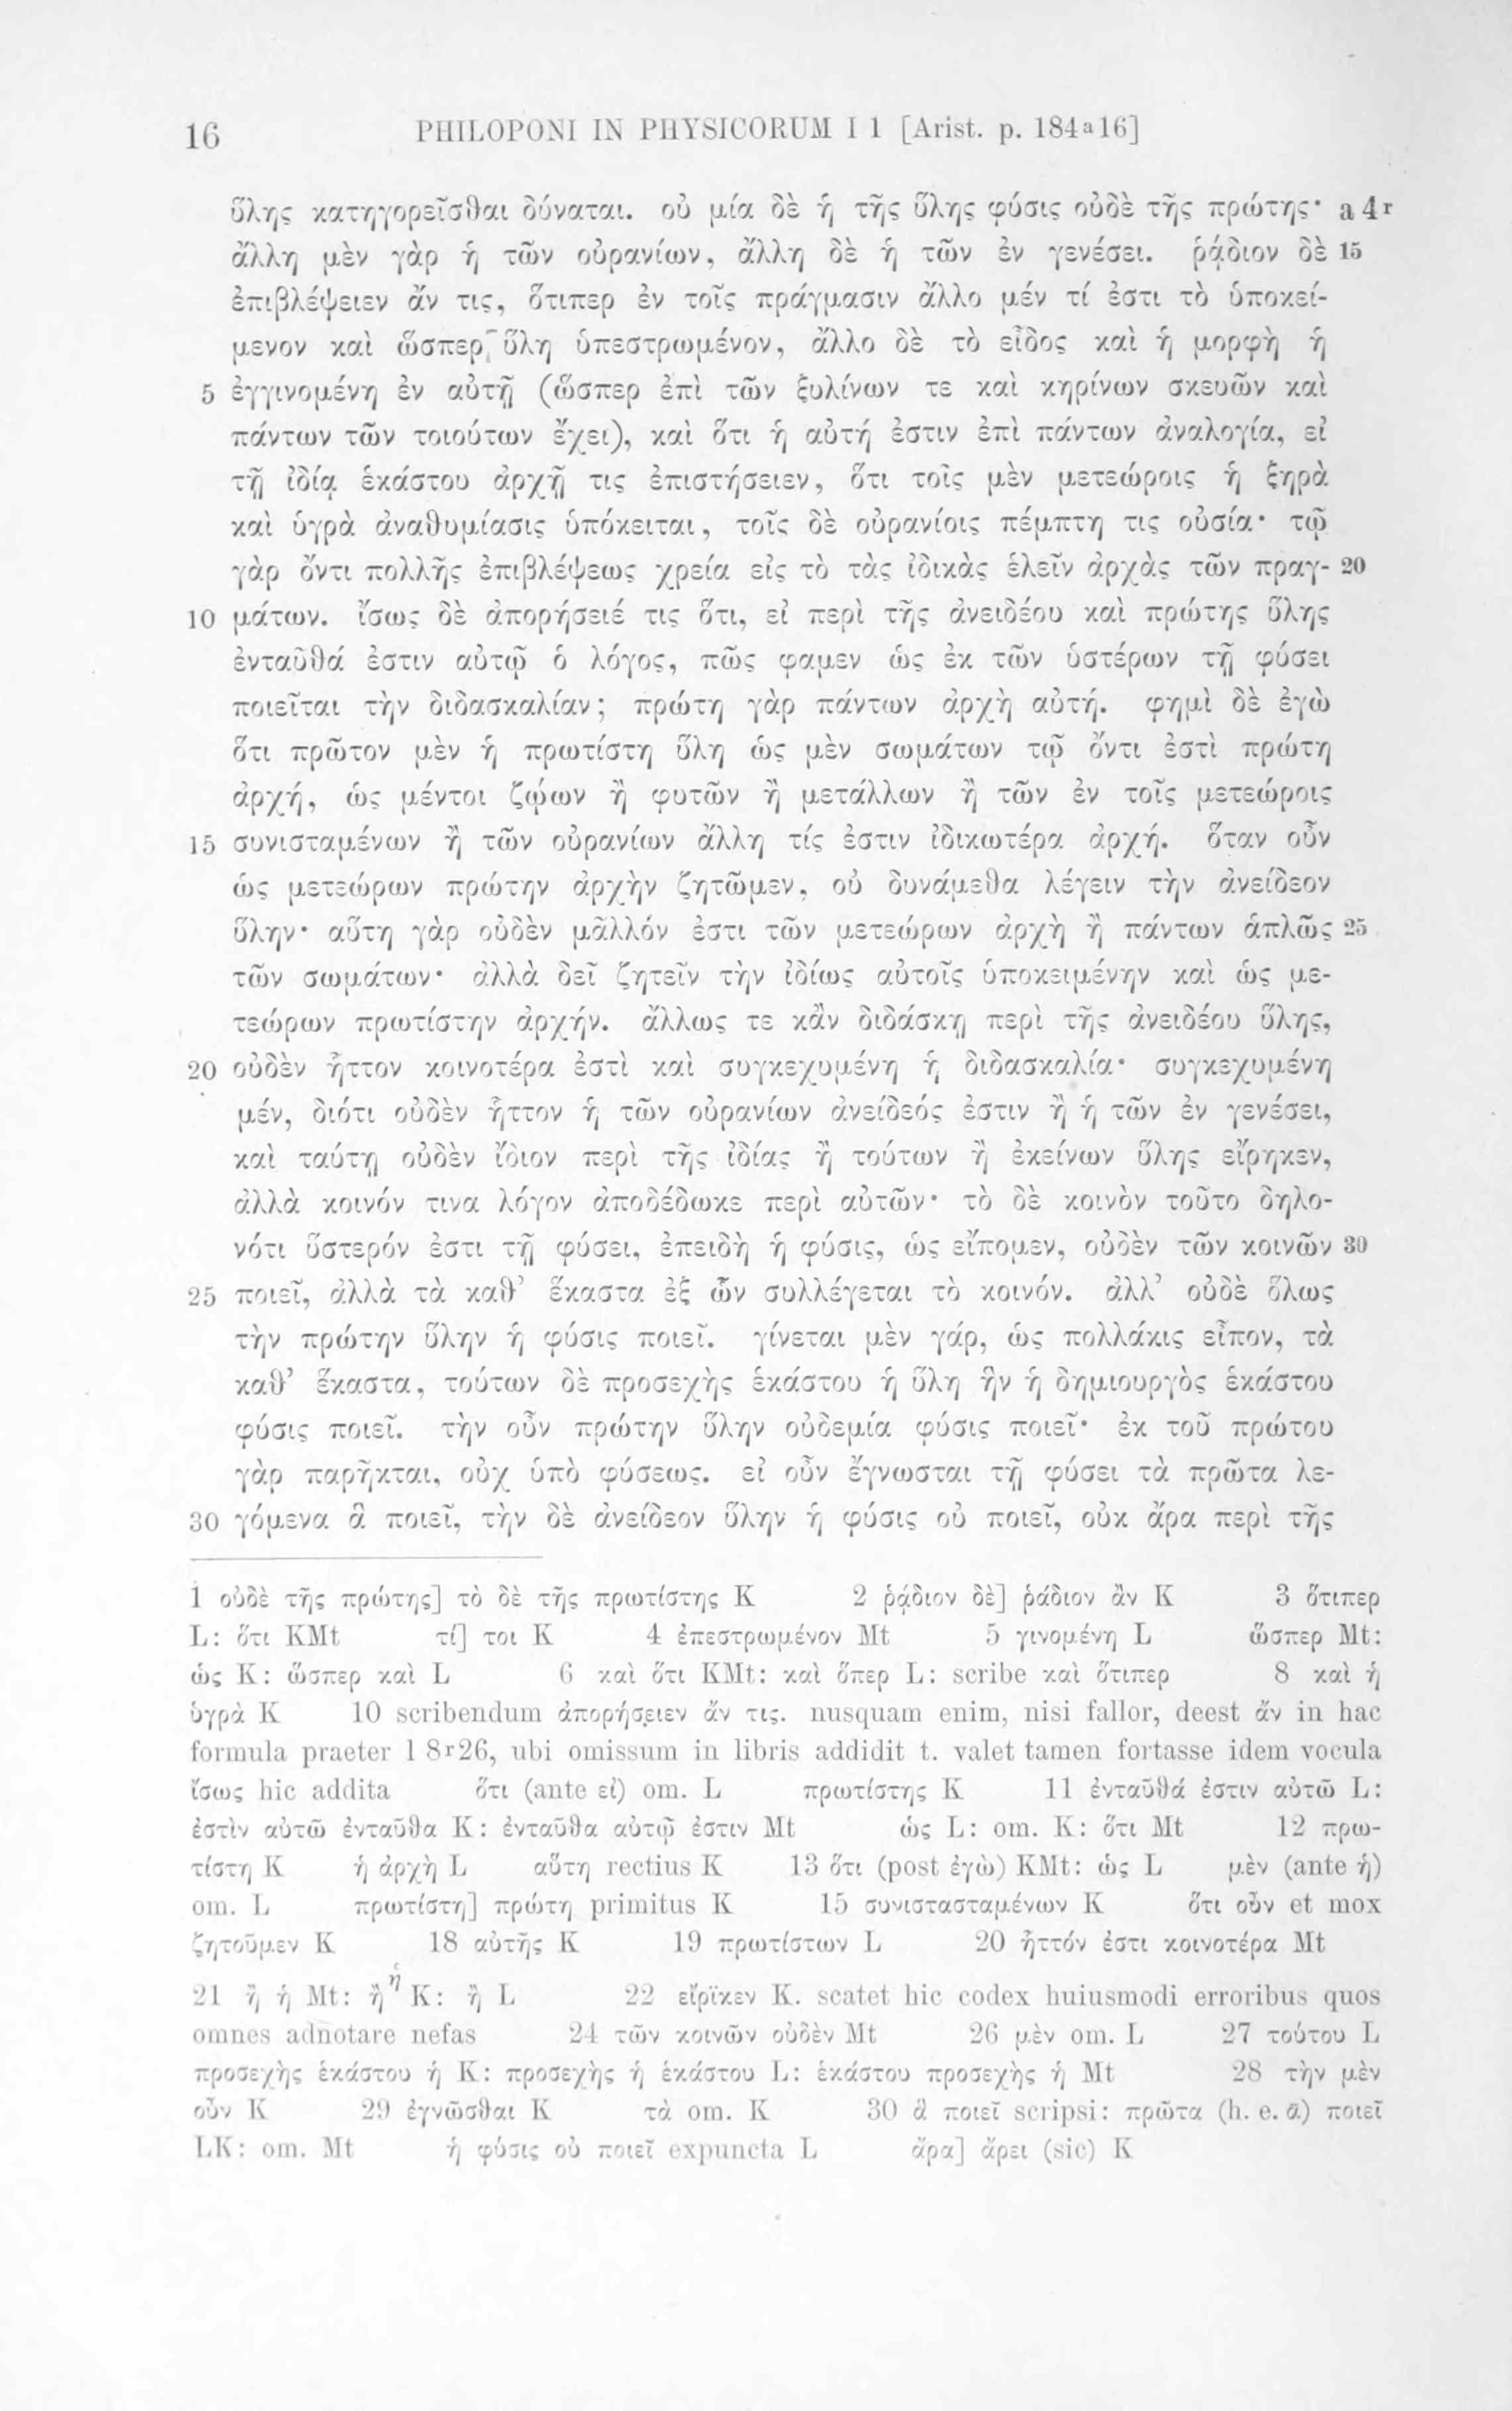 16 PHILOPONI IN PHYSICORUM I 1 [Arist. p. 184a16]
ὕλης κατηγορεῖσθαι δύναται. οὐ μία δὲ ἡ τῆς ὕλης φύσις οὐδὲ τῆς πρώτης· a 4r
ἄλλη μὲν γὰρ ἡ τῶν οὐρανίων, ἄλλη δὲ ἡ τῶν ἐν γενέσει. ῥᾴδιον δὲ 15
ἐπιβλέψειεν ἄν τις, ὅτιπερ ἐν τοῖς πράγμασιν ἄλλο μέν τί ἐστι τὸ ὑποκεί-
μενον καὶ ὥσπερ ὕλη ὑπεστρωμένον, ἄλλο δὲ τὸ εἶδος καὶ ἡ μορφὴ ἡ
5 ἐγγινομένη ἐν αὐτῇ (ὥσπερ ἐπὶ τῶν ξυλίνων τε καὶ κηρίνων σκευῶν καὶ
πάντων τῶν τοιούτων ἔχει), καὶ ὅτι ἡ αὐτή ἐστιν ἐπὶ πάντων ἀναλογία, εἰ
τῇ ἰδίᾳ ἑκάστου ἀρχῇ τις ἐπιστήσειεν, ὅτι τοῖς μὲν μετεώροις ἡ ξηρὰ
καὶ ὑγρὰ ἀναθυμίασις ὑπόκειται, τοῖς δὲ οὐρανίοις πέμπτη τις οὐσία· τῷ
γὰρ ὄντι πολλῆς ἐπιβλέψεως χρεία εἰς τὸ τὰς ἰδικὰς ἑλεῖν ἀρχὰς τῶν πραγ- 20
10 μάτων. ἴσως δὲ ἀπορήσειέ τις ὅτι, εἰ περὶ τῆς ἀνειδέου καὶ πρώτης ὕλης
ἐνταῦθά ἐστιν αὐτῷ ὁ λόγος, πῶς φαμεν ὡς ἐκ τῶν ὑστέρων τῇ φύσει
ποιεῖται τὴν διδασκαλίαν; πρώτη γὰρ πάντων ἀρχὴ αὐτή. φημὶ δὲ ἐγὼ
ὅτι πρῶτον μὲν ἡ πρωτίστη ὕλη ὡς μὲν σωμάτων τῷ ὄντι ἐστὶ πρώτη
ἀρχή, ὡς μέντοι ζῴων ἢ φυτῶν ἢ μετάλλων ἢ τῶν ἐν τοῖς μετεώροις
15 συνισταμένων ἢ τῶν οὐρανίων ἄλλη τίς ἐστιν ἰδικωτέρα ἀρχή. ὅταν οὖν
ὡς μετεώρων πρώτην ἀρχὴν ζητῶμεν, οὐ δυνάμεθα λέγειν τὴν ἀνείδεον
ὕλην· αὕτη γὰρ οὐδὲν μᾶλλόν ἐστι τῶν μετεώρων ἀρχὴ ἢ πάντων ἁπλῶς 25
τῶν σωμάτων· ἀλλὰ δεῖ ζητεῖν τὴν ἰδίως αὐτοῖς ὑποκειμένην καὶ ὡς με-
τεώρων πρωτίστην ἀρχήν. ἄλλως τε κἂν διδάσκῃ περὶ τῆς ἀνειδέου ὕλης,
20 οὐδὲν ἧττον κοινοτέρα ἐστὶ καὶ συγκεχυμένη ἡ διδασκαλία· συγκεχυμένη
μέν, διότι οὐδὲν ἧττον ἡ τῶν οὐρανίων ἀνείδεός ἐστιν ἢ ἡ τῶν ἐν γενέσει,
καὶ ταύτῃ οὐδὲν ἴδιον περὶ τῆς ἰδίας ἢ τούτων ἢ ἐκείνων ὕλης εἴρηκεν,
ἀλλὰ κοινόν τινα λόγον ἀποδέδωκε περὶ αὐτῶν· τὸ δὲ κοινὸν τοῦτο δηλο-
νότι ὕστερόν ἐστι τῇ φύσει, ἐπειδὴ ἡ φύσις, ὡς εἴπομεν, οὐδὲν τῶν κοινῶν 30
25 ποιεῖ, ἀλλὰ τὰ καθ’ ἕκαστα ἐξ ὧν συλλέγεται τὸ κοινόν. ἀλλ’ οὐδὲ ὅλως
τὴν πρώτην ὕλην ἡ φύσις ποιεῖ. γίνεται μὲν γάρ, ὡς πολλάκις εἶπον, τὰ
καθ’ ἕκαστα, τούτων δὲ προσεχὴς ἑκάστου ἡ ὕλη ἣν ἡ δημιουργὸς ἑκάστου
φύσις ποιεῖ. τὴν οὖν πρώτην ὕλην οὐδεμία φύσις ποιεῖ· ἐκ τοῦ πρώτου
γὰρ παρῆκται, οὐχ ὑπὸ φύσεως. εἰ οὖν ἔγνωσται τῇ φύσει τὰ πρῶτα λε-
30 γόμενα ἃ ποιεῖ, τὴν δὲ ἀνείδεον ὕλην ἡ φύσις οὐ ποιεῖ, οὐκ ἄρα περὶ τῆς
1 οὐδὲ τῆς πρώτης] τὸ δὲ τῆς πρωτίστης K 2 ῥᾴδιον δὲ] ῥάδιον ἂν K 3 ὅτιπερ
L: ὅτι KMt τί] τοι K 4 ἐπεστρωμένον Mt 5 γινομένη L ὥσπερ Mt:
ὡς K: ὥσπερ καὶ L 6 καὶ ὅτι KMt: καὶ ὅπερ L: scribe καὶ ὅτιπερ 8 καὶ ἡ
ὑγρὰ K 10 scribendum ἀπορήσειεν ἄν τις. nusquam enim, nisi fallor, deest ἄν in hac
formula praeter l 8r26, ubi omissum in libris addidit t. valet tamen fortasse idem vocula
ἴσως hic addita ὅτι (ante εἰ) om. L πρωτίστης K 11 ἐνταῦθά ἐστιν αὐτῶ L:
ἐστὶν αὐτῶ ἐνταῦθα K: ἐνταῦθα αὐτῷ ἐστιν Mt ὡς L: om. K: ὅτι Mt 12 πρω-
τίστη K ἡ ἀρχὴ L αὕτη rectius K 13 ὅτι (post ἐγὼ) KMt: ὡς L μὲν (ante ἡ)
om. L πρωτίστη] πρώτη primitus K 15 συνιστασταμένων K ὅτι οὖν et mox
ζητοῦμεν K 18 αὐτῆς K 19 πρωτίστων L 20 ἧττόν ἐστι κοινοτέρα Mt
21 ἢ ἡ Mt: ἢ ἡ K: ἢ L 22 εἴρϊκεν K. scatet hic codex huiusmodi erroribus quos
omnes adnotare nefas 24 τῶν κοινῶν οὐδὲν Mt 26 μὲν om. L 27 τούτου L
προσεχὴς ἑκάστου ἡ K: προσεχὴς ἡ ἑκάστου L: ἑκάστου προσεχὴς ἡ Mt 28 τὴν μὲν
οὖν K 29 ἐγνῶσθαι K τὰ om. K 30 ἃ ποιεῖ scripsi: πρῶτα (h. e. ᾱ) ποιεῖ
LK: om. Mt ἡ φύσις οὐ ποιεῖ expuncta L ἄρα] ἄρει (sic) K